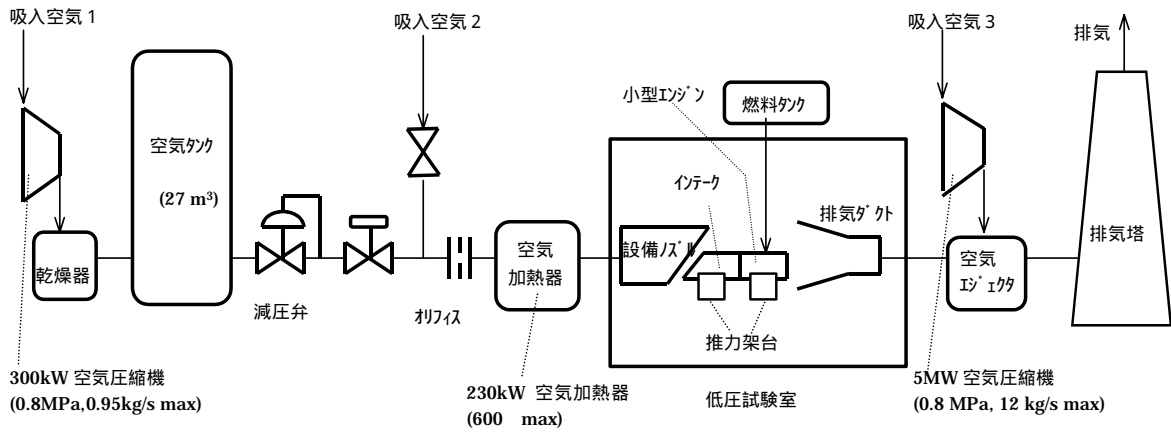 吸入空気 1
吸入空気 2
吸入空気 3
排気
小型ｴﾝｼﾞﾝ
燃料ﾀﾝｸ
空気ﾀﾝｸ
(27 m³)
ｲﾝﾃｰｸ
排気ﾀﾞｸﾄ
設備ﾉｽﾞﾙ
排気塔
乾燥器
空気
加熱器
空気
ｴｼﾞｪｸﾀ
減圧弁
ｵﾘﾌｨｽ
推力架台
300kW 空気圧縮機
(0.8MPa,0.95kg/s max)
230kW 空気加熱器
(600 max)
低圧試験室
5MW 空気圧縮機
(0.8 MPa, 12 kg/s max)